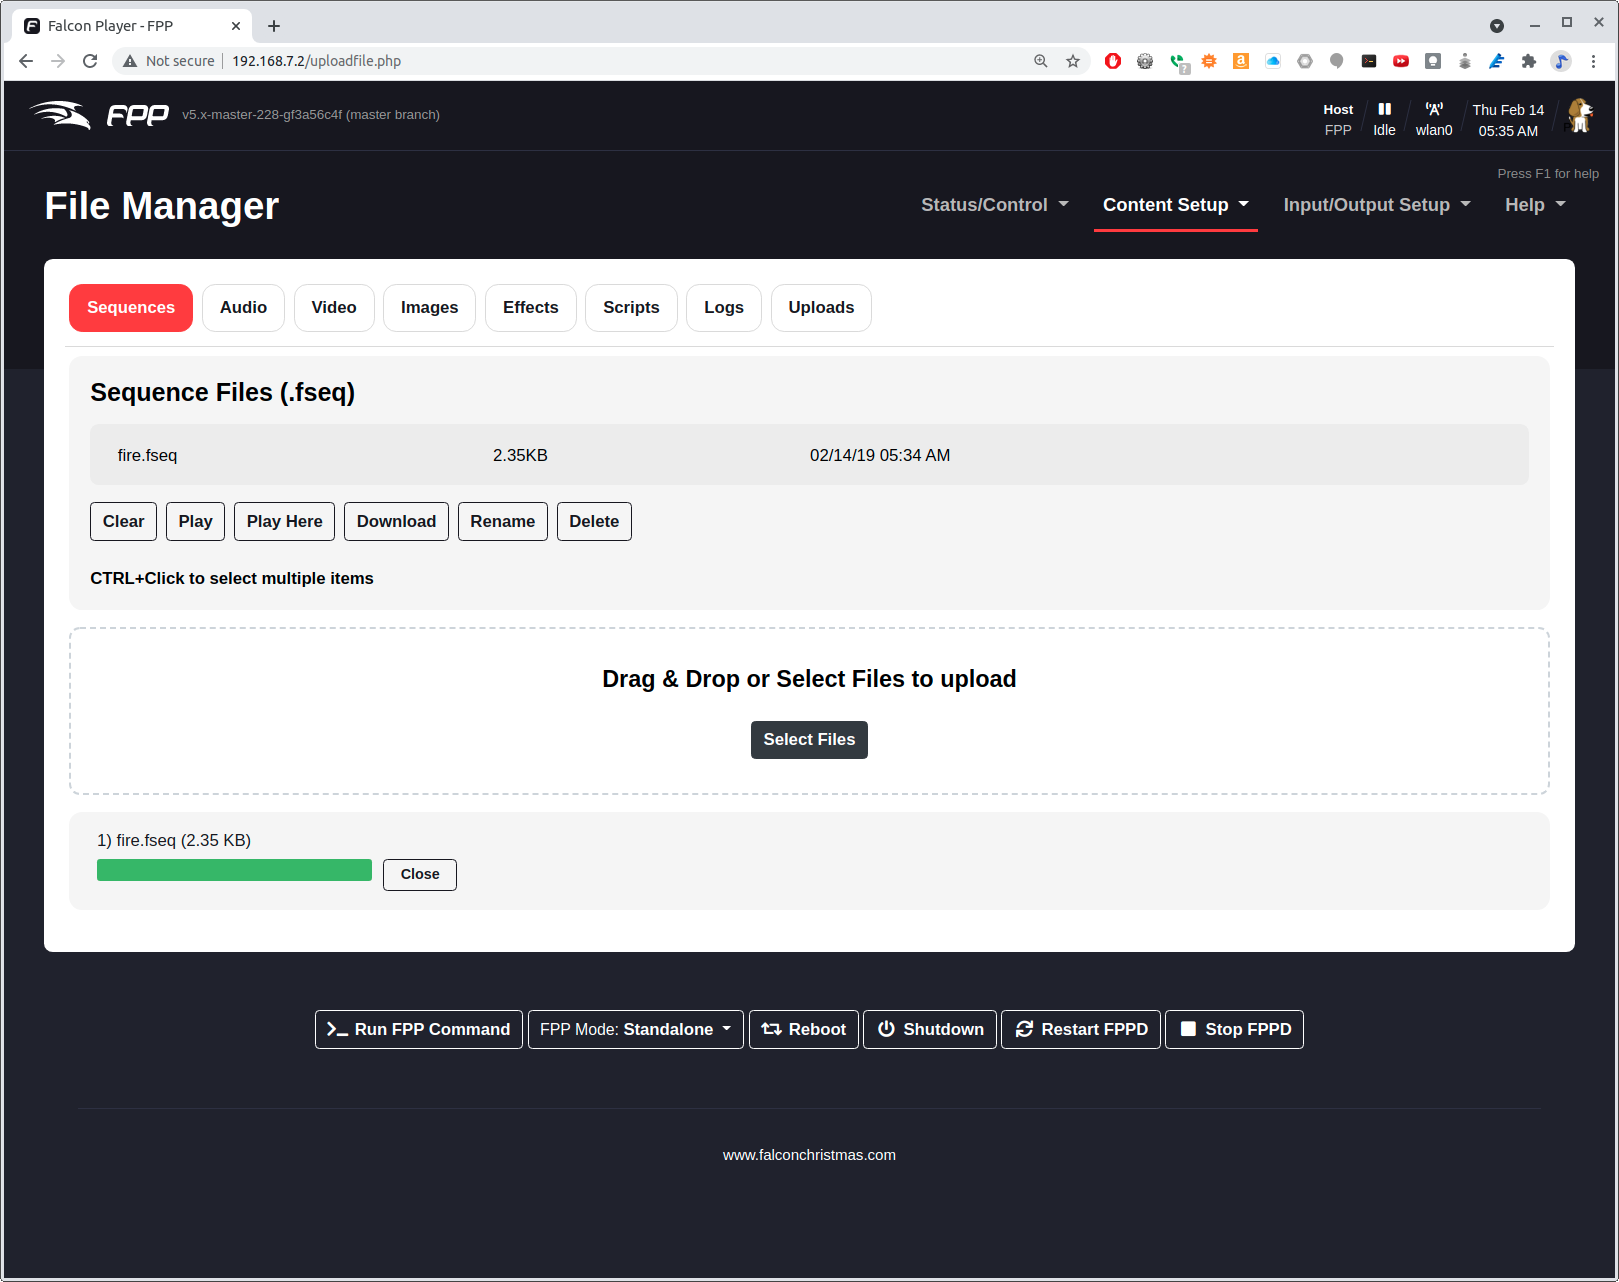 Falcon Player - FPP
Not secure
192.168.7.2/uploadfile.php
FPP
v5.x-master-228-gf3a56c4f (master branch)
Host
FPP
Idle
wlan0
Thu Feb 14
05:35 AM
Press F1 for help
File Manager
Status/Control
Content Setup
Input/Output Setup
Help
Sequences
Audio
Video
Images
Effects
Scripts
Logs
Uploads
Sequence Files (.fseq)
fire.fseq 2.35KB 02/14/19 05:34 AM
Clear
Play
Play Here
Download
Rename
Delete
CTRL+Click to select multiple items
Drag & Drop or Select Files to upload
Select Files
1) fire.fseq (2.35 KB)
Close
Run FPP Command
FPP Mode: Standalone
Reboot
Shutdown
Restart FPPD
Stop FPPD
www.falconchristmas.com